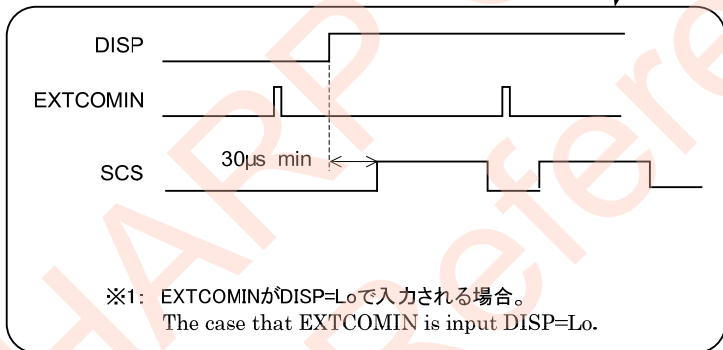 DISP
EXTCOMIN
30μs min
SCS
※1： EXTCOMINがDISP=Loで入力される場合。
The case that EXTCOMIN is input DISP=Lo.